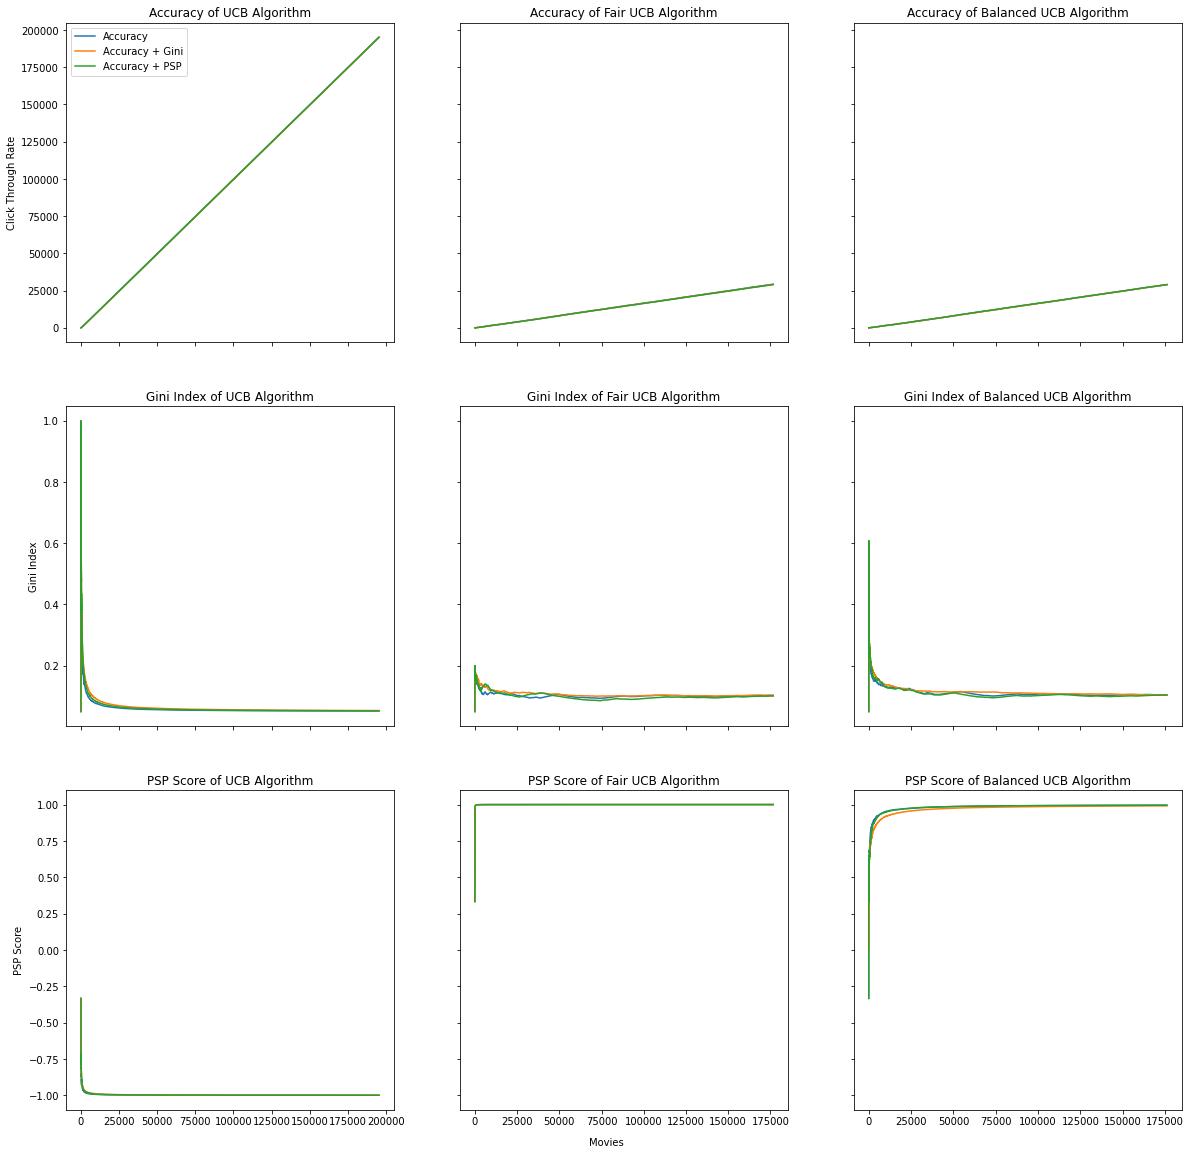 Accuracy of UCB Algorithm
Accuracy of Fair UCB Algorithm
Accuracy of Balanced UCB Algorithm
200000
175000
150000
125000
100000
75000
50000
25000
0
Click Through Rate
Accuracy
Accuracy + Gini
Accuracy + PSP
Gini Index of UCB Algorithm
Gini Index of Fair UCB Algorithm
Gini Index of Balanced UCB Algorithm
1.0
0.8
0.6
0.4
0.2
Gini Index
PSP Score of UCB Algorithm
PSP Score of Fair UCB Algorithm
PSP Score of Balanced UCB Algorithm
1.00
0.75
0.50
0.25
0.00
−0.25
−0.50
−0.75
−1.00
PSP Score
0 25000 50000 75000 100000 125000 150000 175000 200000
0 25000 50000 75000 100000 125000 150000 175000
0 25000 50000 75000 100000 125000 150000 175000
Movies